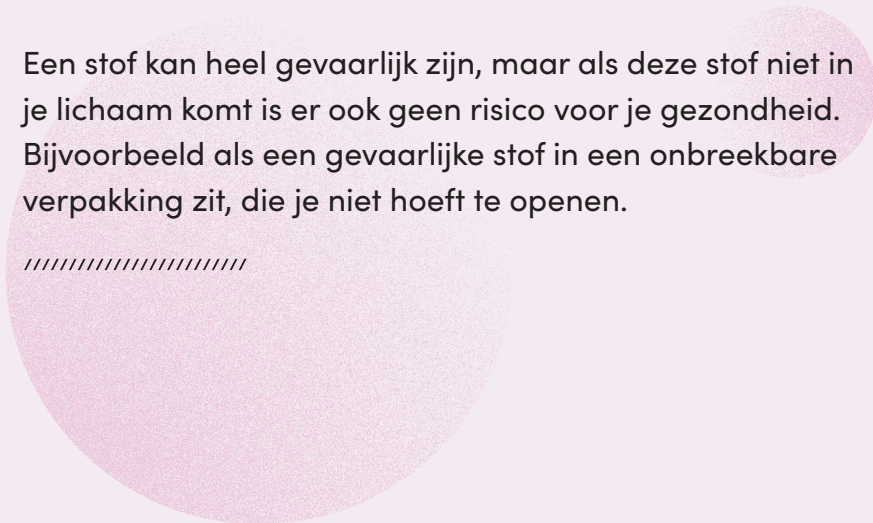 Een stof kan heel gevaarlijk zijn, maar als deze stof niet in
je lichaam komt is er ook geen risico voor je gezondheid.
Bijvoorbeeld als een gevaarlijke stof in een onbreekbare
verpakking zit, die je niet hoeft te openen.
/////////////////////////